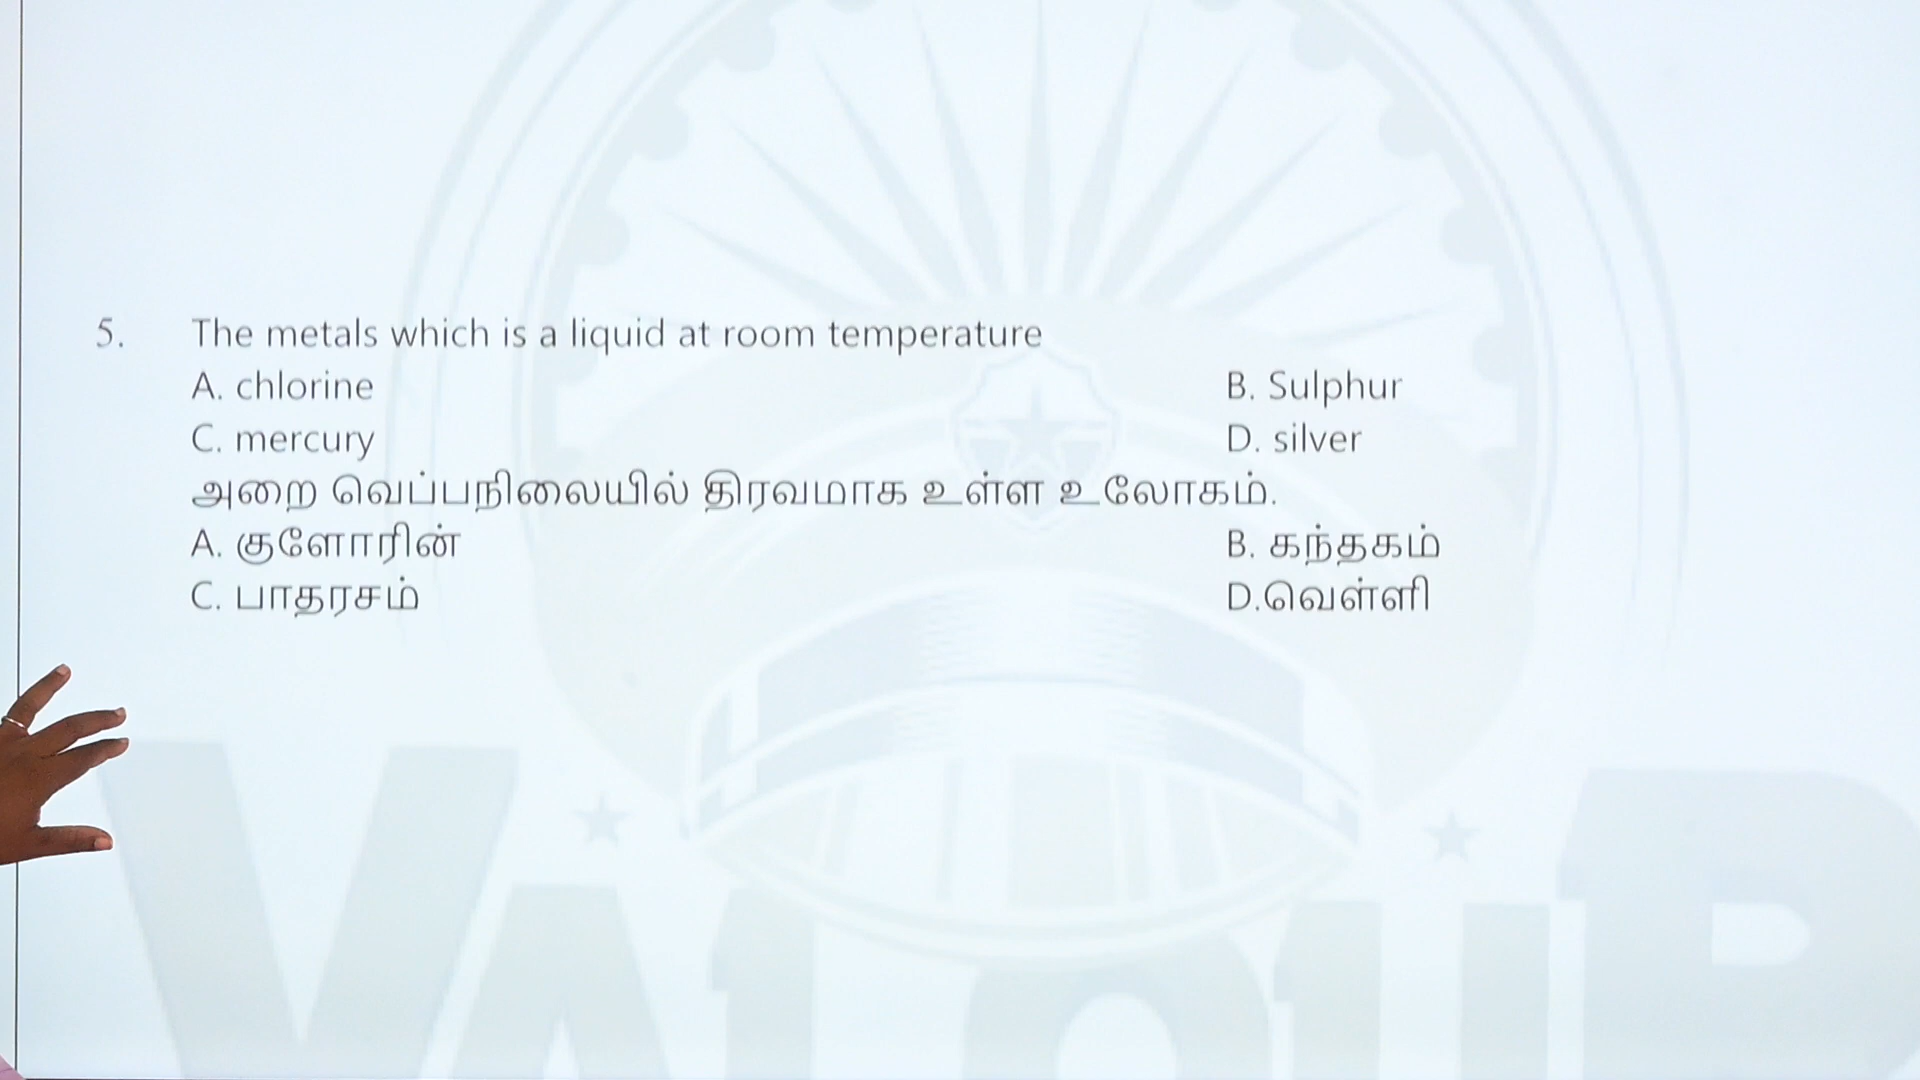 5. The metals which is a liquid at room temperature
A. chlorine B. Sulphur
C. mercury D. silver
அறை வெப்பநிலையில் திரவமாக உள்ள உலோகம்.
A. குளோரின் B. கந்தகம்
C. பாதரசம் D.வெள்ளி
VALOUR